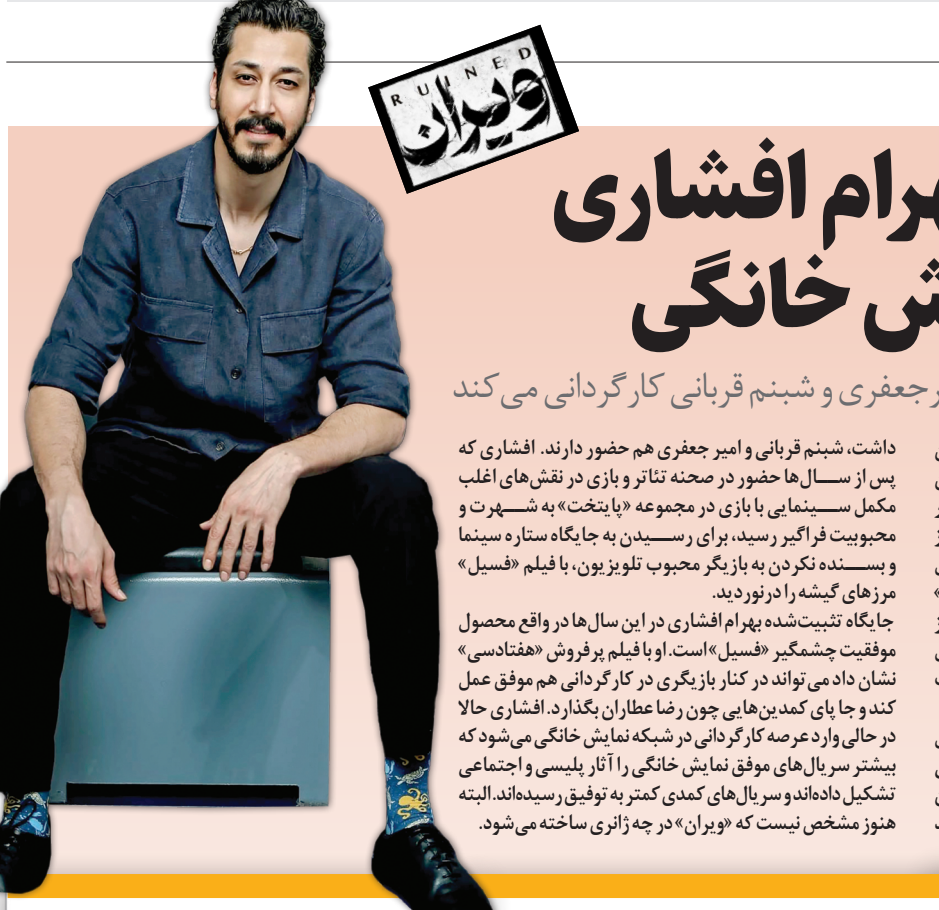 RUINED
ویران
بهرام افشاری
خانگی
جعفری و شبنم قربانی کارگردانی می‌کند
داشت، شبنم قربانی و امیر جعفری هم حضور دارند. افشاری که
پس از ســـال‌ها حضور در صحنه تئاتر و بازی در نقش‌های اغلب
مکمل ســـینمایی با بازی در مجموعه «پایتخت» به شـــهرت و
محبوبیت فراگیر رسید، برای رســـیدن به جایگاه ستاره سینما
و بســـنده نکردن به بازیگر محبوب تلویزیون، با فیلم «فسیل»
مرزهای گیشه را درنوردید.
جایگاه تثبیت‌شده بهرام افشاری در این سال‌ها در واقع محصول
موفقیت چشمگیر «فسیل» است. او با فیلم پرفروش «هفتادسی»
نشان داد می‌تواند در کنار بازیگری در کارگردانی هم موفق عمل
کند و جا پای کمدین‌هایی چون رضا عطاران بگذارد. افشاری حالا
در حالی وارد عرصه کارگردانی در شبکه نمایش خانگی می‌شود که
بیشتر سریال‌های موفق نمایش خانگی را آثار پلیسی و اجتماعی
تشکیل داده‌اند و سریال‌های کمدی کمتر به توفیق رسیده‌اند. البته
هنوز مشخص نیست که «ویران» در چه ژانری ساخته می‌شود.